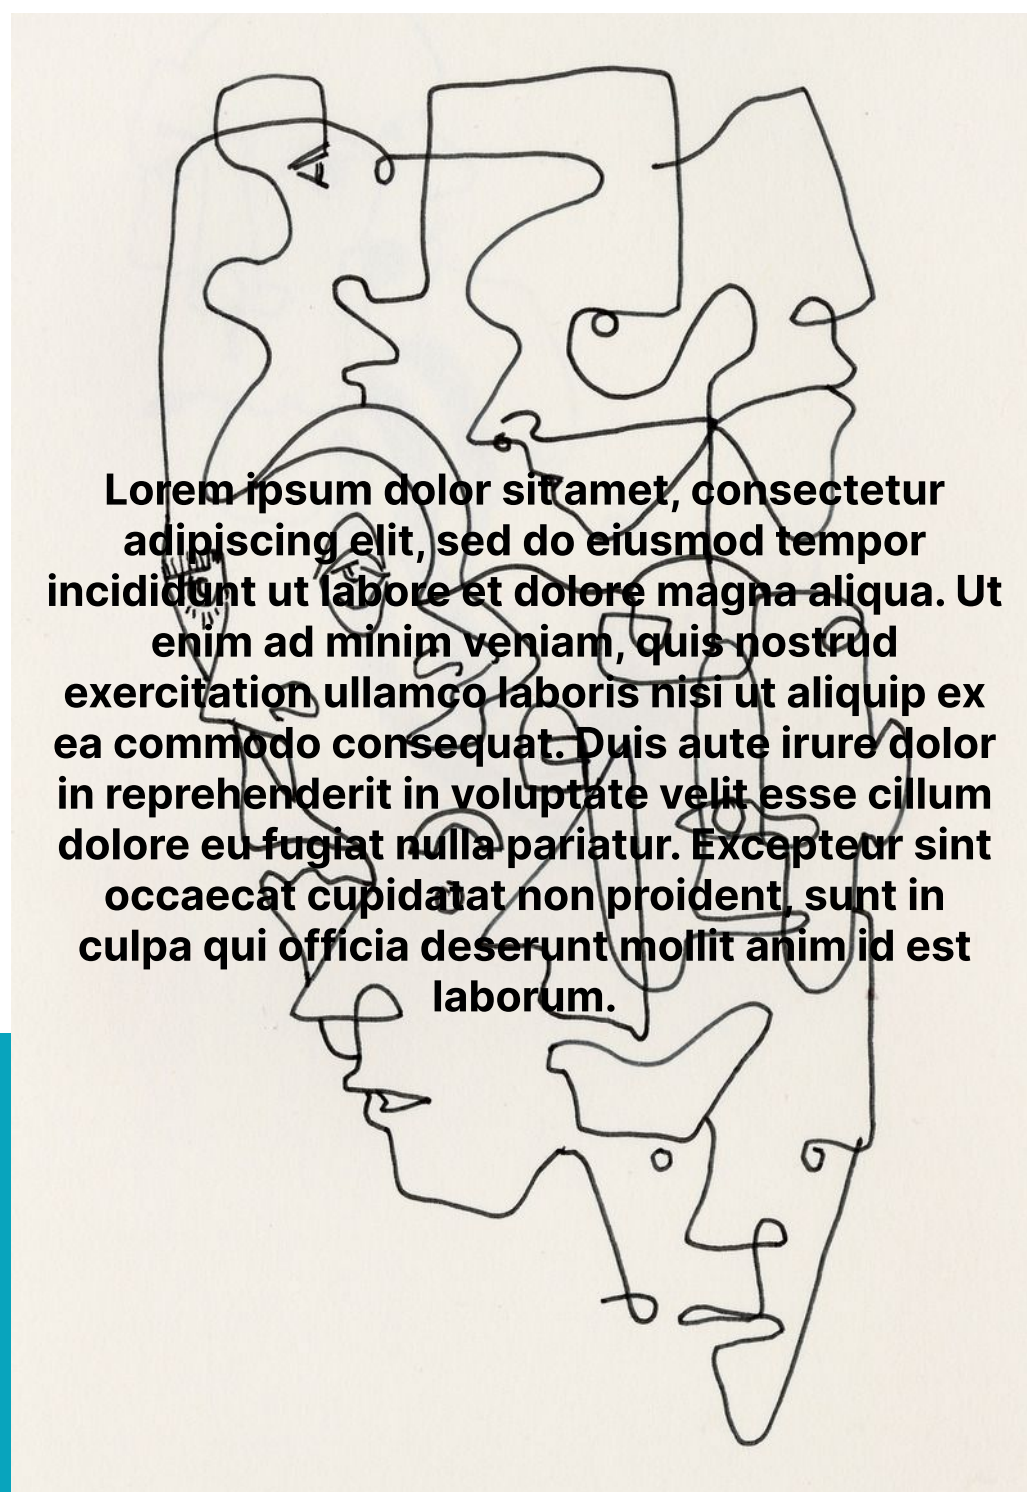 Lorem ipsum dolor sit amet, consectetur
adipiscing elit, sed do eiusmod tempor
incididunt ut labore et dolore magna aliqua. Ut
enim ad minim veniam, quis nostrud
exercitation ullamco laboris nisi ut aliquip ex
ea commodo consequat. Duis aute irure dolor
in reprehenderit in voluptate velit esse cillum
dolore eu fugiat nulla pariatur. Excepteur sint
occaecat cupidatat non proident, sunt in
culpa qui officia deserunt mollit anim id est
laborum.